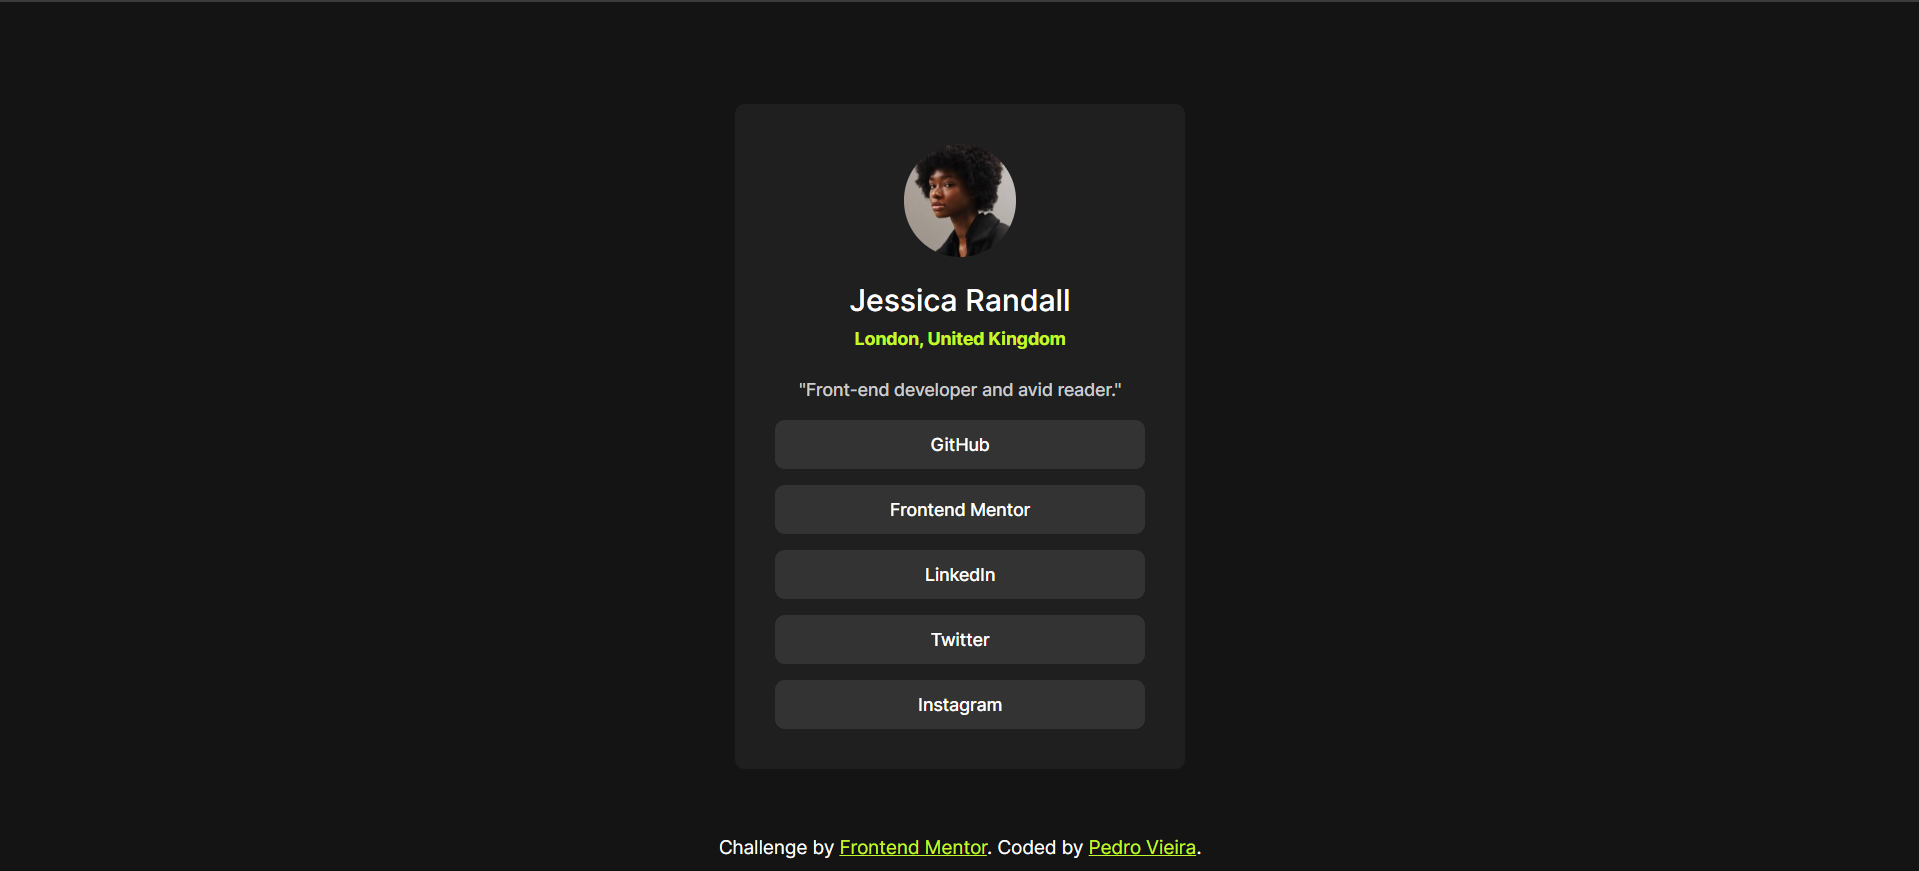 Jessica Randall
London, United Kingdom
"Front-end developer and avid reader."
GitHub
Frontend Mentor
LinkedIn
Twitter
Instagram
Challenge by Frontend Mentor. Coded by Pedro Vieira.